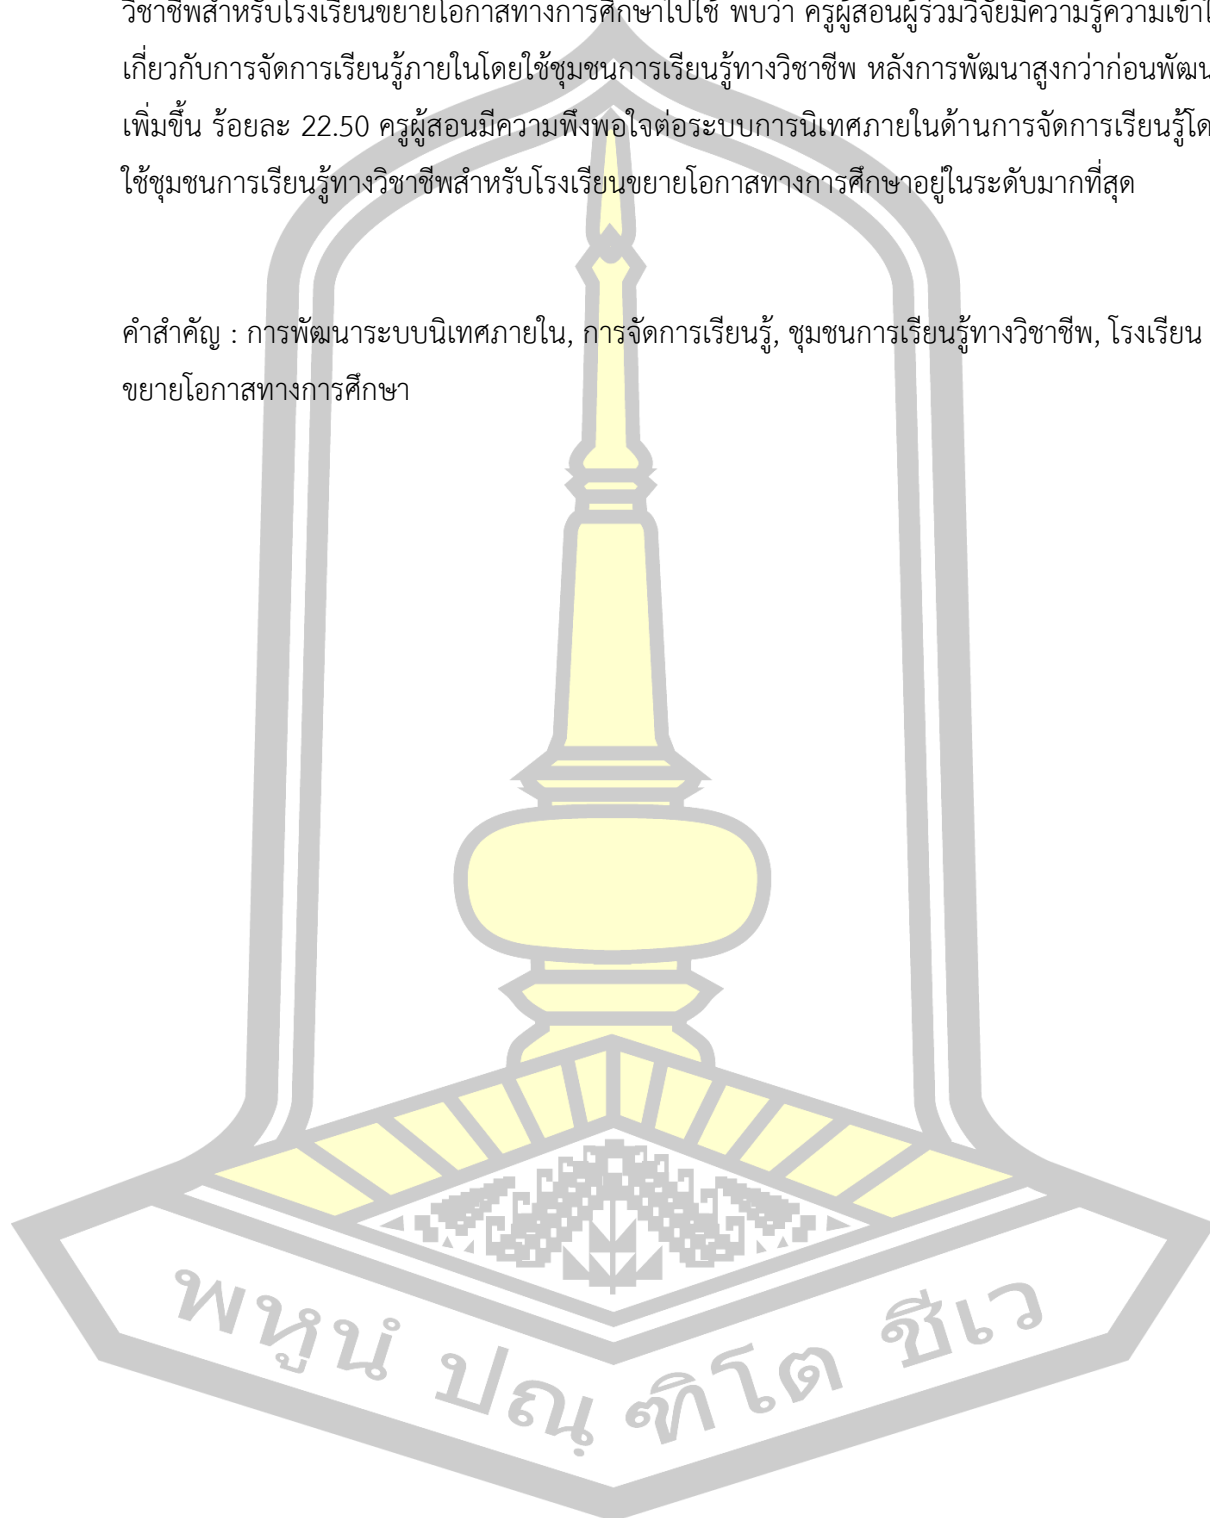 วิชาชีพสำหรับโรงเรียนขยายโอกาสทางการศึกษาไปใช้ พบว่า ครูผู้สอนผู้ร่วมวิจัยมีความรู้ความเข้า
เกี่ยวกับการจัดการเรียนรู้ภายในโดยใช้ชุมชนการเรียนรู้ทางวิชาชีพ หลังการพัฒนาสูงกว่าก่อนพัฒน
เพิ่มขึ้น ร้อยละ 22.50 ครูผู้สอนมีความพึงพอใจต่อระบบการนิเทศภายในด้านการจัดการเรียนรู้โด
ใช้ชุมชนการเรียนรู้ทางวิชาชีพสำหรับโรงเรียนขยายโอกาสทางการศึกษาอยู่ในระดับมากที่สุด
คำสำคัญ : การพัฒนาระบบนิเทศภายใน, การจัดการเรียนรู้, ชุมชนการเรียนรู้ทางวิชาชีพ, โรงเรียน
ขยายโอกาสทางการศึกษา
พหูนํ ปณฺ ฑิโต ชีเว